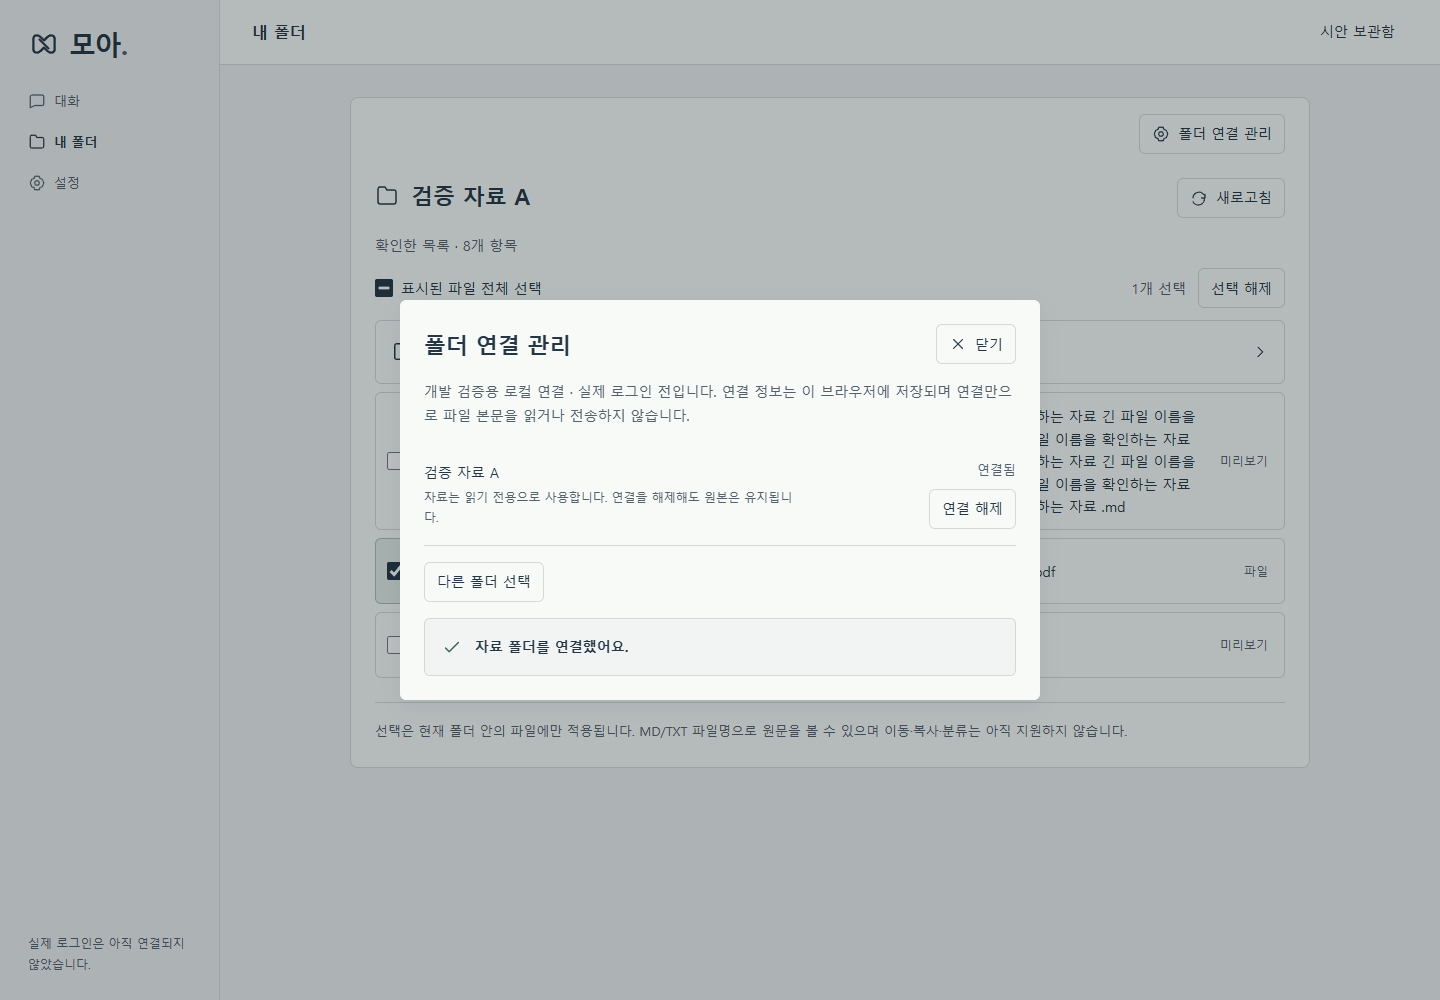 모아.
대화
내 폴더
설정
실제 로그인은 아직 연결되지
않았습니다.
내 폴더
시안 보관함
폴더 연결 관리
검증 자료 A
새로고침
확인한 목록 · 8개 항목
표시된 파일 전체 선택
1개 선택
선택 해제
하는 자료 긴 파일 이름을
일 이름을 확인하는 자료
하는 자료 긴 파일 이름을
일 이름을 확인하는 자료
하는 자료 .md
미리보기
파일
미리보기
선택은 현재 폴더 안의 파일에만 적용됩니다. MD/TXT 파일명으로 원문을 볼 수 있으며 이동·복사·분류는 아직 지원하지 않습니다.
폴더 연결 관리
닫기
개발 검증용 로컬 연결 · 실제 로그인 전입니다. 연결 정보는 이 브라우저에 저장되며 연결만으
로 파일 본문을 읽거나 전송하지 않습니다.
검증 자료 A
연결됨
자료는 읽기 전용으로 사용합니다. 연결을 해제해도 원본은 유지됩니
다.
연결 해제
다른 폴더 선택
자료 폴더를 연결했어요.